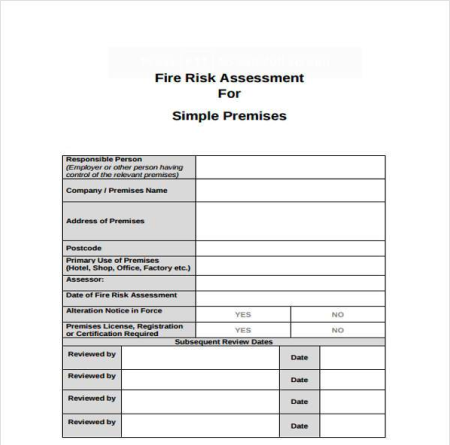 Fire Risk Assessment
For
Simple Premises
Responsible Person
(Employer or other person having
control of the relevant premises)
Company / Premises Name
Address of Premises
Postcode
Primary Use of Premises
(Hotel, Shop, Office, Factory etc.)
Assessor:
Date of Fire Risk Assessment
Alteration Notice in Force YES NO
Premises License, Registration
or Certification Required YES NO
Subsequent Review Dates
Reviewed by Date
Reviewed by Date
Reviewed by Date
Reviewed by Date